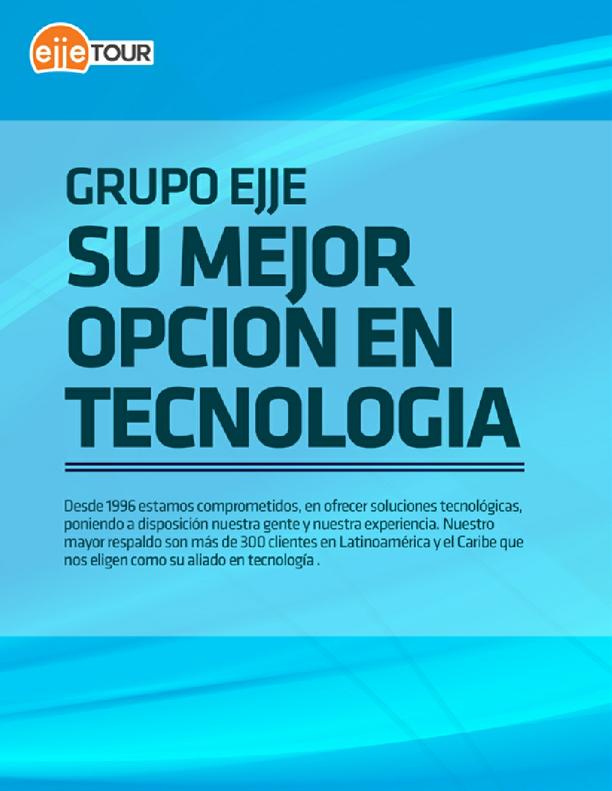 ejje TOUR
GRUPO EJJE
SU MEJOR
OPCION EN
TECNOLOGIA
Desde 1996 estamos comprometidos, en ofrecer soluciones tecnológicas,
poniendo a disposición nuestra gente y nuestra experiencia. Nuestro
mayor respaldo son más de 300 clientes en Latinoamérica y el Caribe que
nos eligen como su aliado en tecnología .